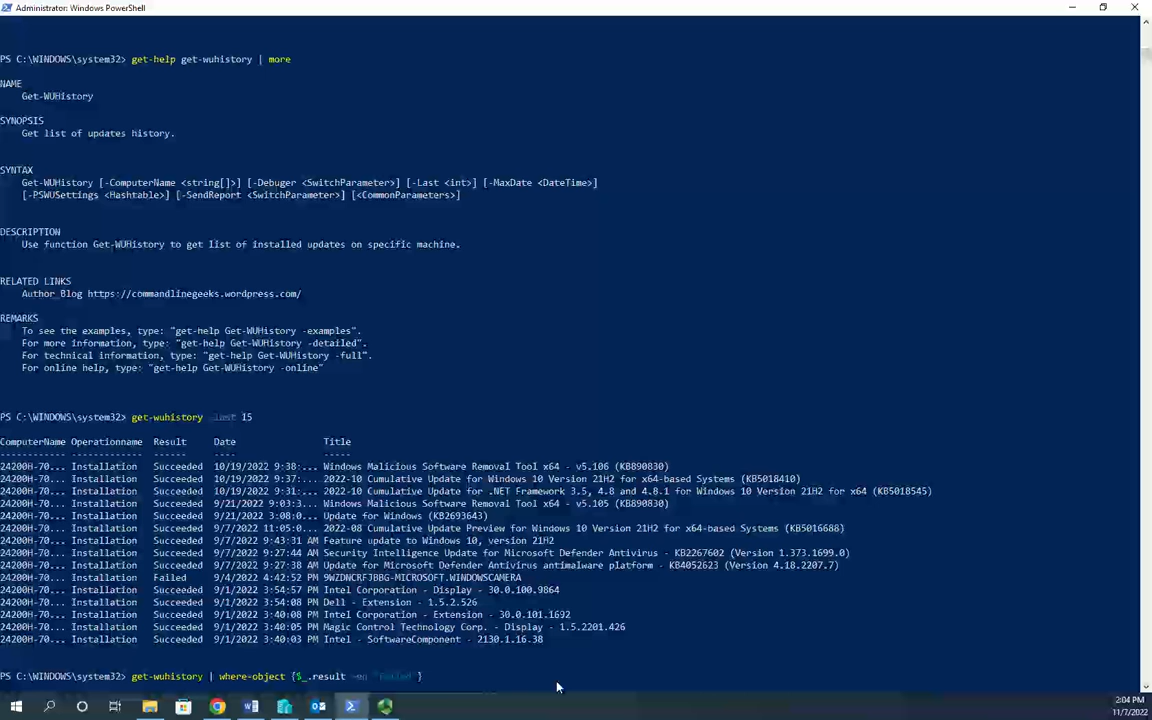 Administrator: Windows PowerShell
PS C:\WINDOWS\system32> get-help get-wuhistory | more
NAME
Get-WUHistory
SYNOPSIS
Get list of updates history.
SYNTAX
Get-WUHistory [-ComputerName <string[]>] [-Debuger <SwitchParameter>] [-Last <int>] [-MaxDate <DateTime>]
[-PSWUSettings <Hashtable>] [-SendReport <SwitchParameter>] [<CommonParameters>]
DESCRIPTION
Use function Get-WUHistory to get list of installed updates on specific machine.
RELATED LINKS
Author Blog https://commandlinegeeks.wordpress.com/
REMARKS
To see the examples, type: "get-help Get-WUHistory -examples".
For more information, type: "get-help Get-WUHistory -detailed".
For technical information, type: "get-help Get-WUHistory -full".
For online help, type: "get-help Get-WUHistory -online"
PS C:\WINDOWS\system32> get-wuhistory -last 15
ComputerName Operationname Result Date Title
------------ ------------- ------ ---- -----
24200H-70... Installation Succeeded 10/19/2022 9:38:... Windows Malicious Software Removal Tool x64 - v5.106 (KB890830)
24200H-70... Installation Succeeded 10/19/2022 9:37:... 2022-10 Cumulative Update for Windows 10 Version 21H2 for x64-based Systems (KB5018410)
24200H-70... Installation Succeeded 10/19/2022 9:31:... 2022-10 Cumulative Update for .NET Framework 3.5, 4.8 and 4.8.1 for Windows 10 Version 21H2 for x64 (KB5018545)
24200H-70... Installation Succeeded 9/21/2022 9:03:3... Windows Malicious Software Removal Tool x64 - v5.105 (KB890830)
24200H-70... Installation Succeeded 9/21/2022 3:08:0... Update for Windows (KB2693643)
24200H-70... Installation Succeeded 9/7/2022 11:05:0... 2022-08 Cumulative Update Preview for Windows 10 Version 21H2 for x64-based Systems (KB5016688)
24200H-70... Installation Succeeded 9/7/2022 9:43:31 AM Feature update to Windows 10, version 21H2
24200H-70... Installation Succeeded 9/7/2022 9:27:44 AM Security Intelligence Update for Microsoft Defender Antivirus - KB2267602 (Version 1.373.1699.0)
24200H-70... Installation Succeeded 9/7/2022 9:27:38 AM Update for Microsoft Defender Antivirus antimalware platform - KB4052623 (Version 4.18.2207.7)
24200H-70... Installation Failed 9/4/2022 4:42:52 PM 9WZDNCRFJBBG-MICROSOFT.WINDOWSCAMERA
24200H-70... Installation Succeeded 9/1/2022 3:54:57 PM Intel Corporation - Display - 30.0.100.9864
24200H-70... Installation Succeeded 9/1/2022 3:54:08 PM Dell - Extension - 1.5.2.526
24200H-70... Installation Succeeded 9/1/2022 3:40:08 PM Intel Corporation - Extension - 30.0.101.1692
24200H-70... Installation Succeeded 9/1/2022 3:40:05 PM Magic Control Technology Corp. - Display - 1.5.2201.426
24200H-70... Installation Succeeded 9/1/2022 3:40:03 PM Intel - SoftwareComponent - 2130.1.16.38
PS C:\WINDOWS\system32> get-wuhistory | where-object {$_.result -eq "Failed"}
2:04 PM
11/7/2022